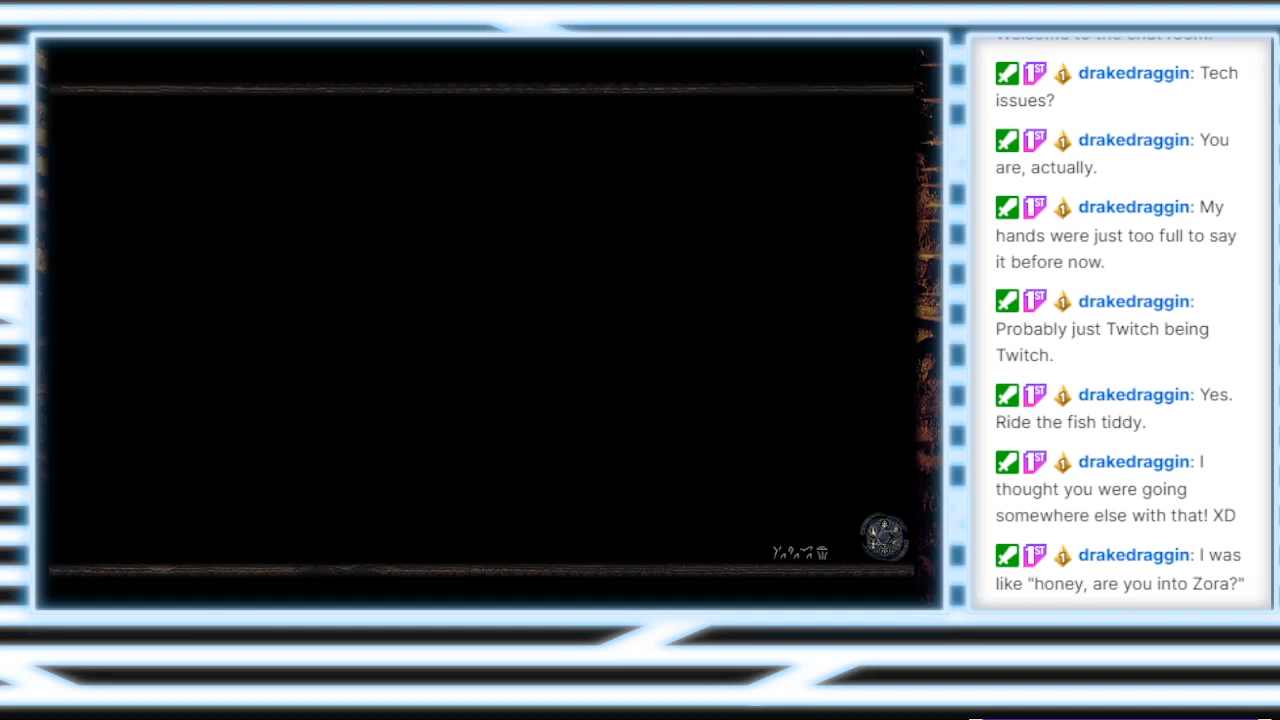 drakedraggin: Tech
issues?
drakedraggin: You
are, actually.
drakedraggin: My
hands were just too full to say
it before now.
drakedraggin:
Probably just Twitch being
Twitch.
drakedraggin: Yes.
Ride the fish tiddy.
drakedraggin: I
thought you were going
somewhere else with that! XD
drakedraggin: I was
like "honey, are you into Zora?"